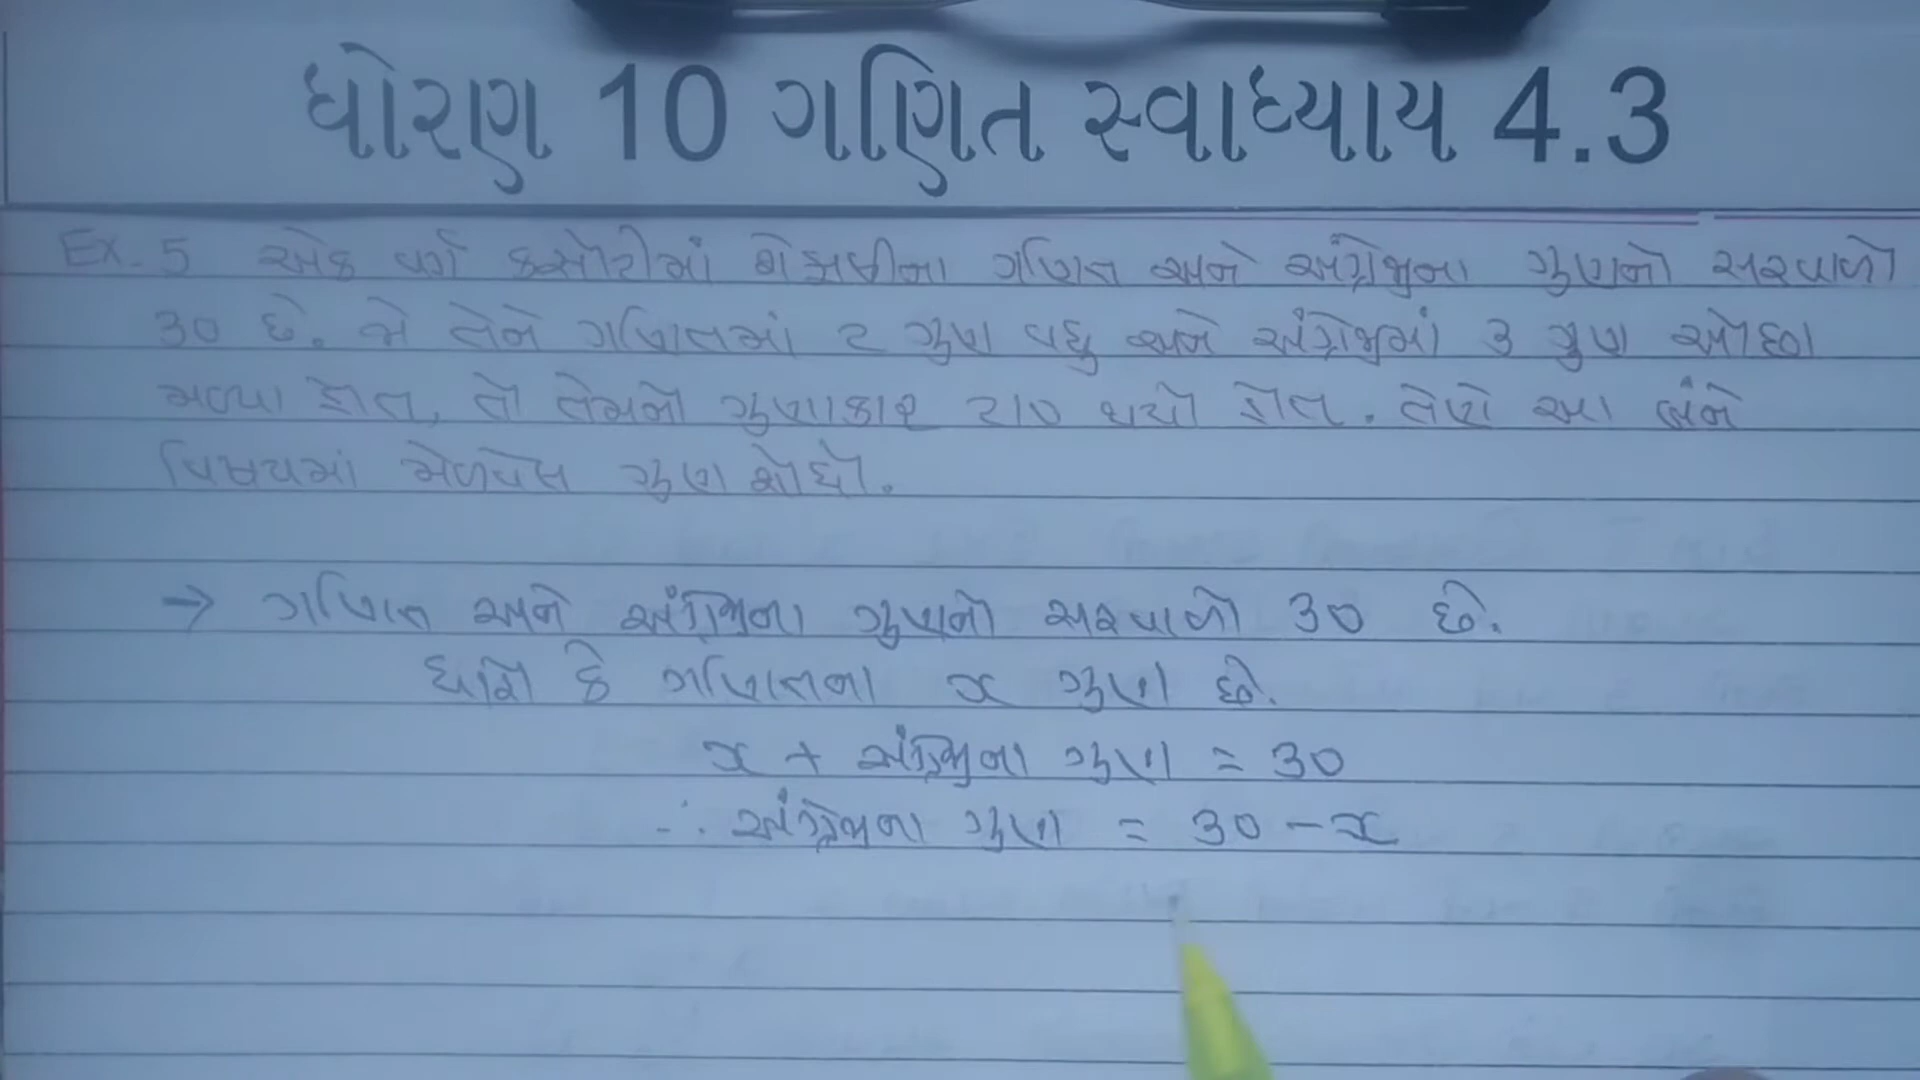 ધોરણ 10 ગણિત સ્વાધ્યાય 4.3
Ex. 5 એક વર્ગ કસોટીમાં શેફાલીના ગણિત અને અંગ્રેજીના ગુણનો સરવાળો
30 છે. જો તેને ગણિતમાં 2 ગુણ વધુ અને અંગ્રેજીમાં 3 ગુણ ઓછા
મળ્યા હોત, તો તેમનો ગુણાકાર 210 થયો હોત. તેણે આ બંને
વિષયમાં મેળવેલ ગુણ શોધો.
→ ગણિત અને અંગ્રેજીના ગુણનો સરવાળો 30 છે.
ધારો કે ગણિતના x ગુણ છે.
x + અંગ્રેજીના ગુણ = 30
∴ અંગ્રેજીના ગુણ = 30 - x